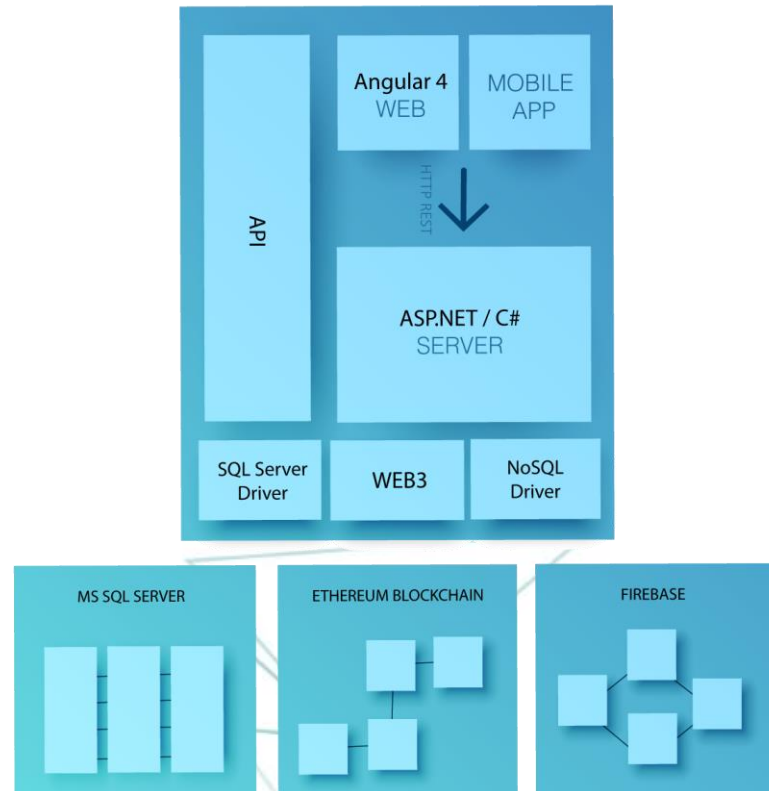 Angular 4
WEB
MOBILE
APP
HTTP REST
API
ASP.NET / C#
SERVER
SQL Server
Driver
WEB3
NoSQL
Driver
MS SQL SERVER
ETHEREUM BLOCKCHAIN
FIREBASE